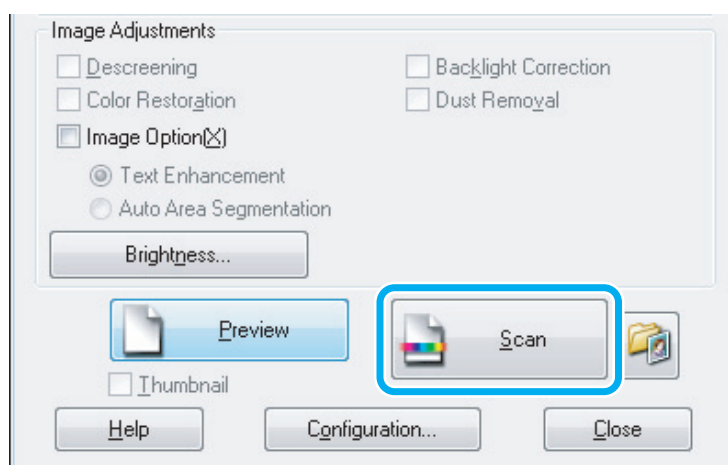 Image Adjustments
Descreening
Backlight Correction
Color Restoration
Dust Removal
Image Option(X)
Text Enhancement
Auto Area Segmentation
Brightness...
Preview
Scan
Thumbnail
Help
Configuration...
Close